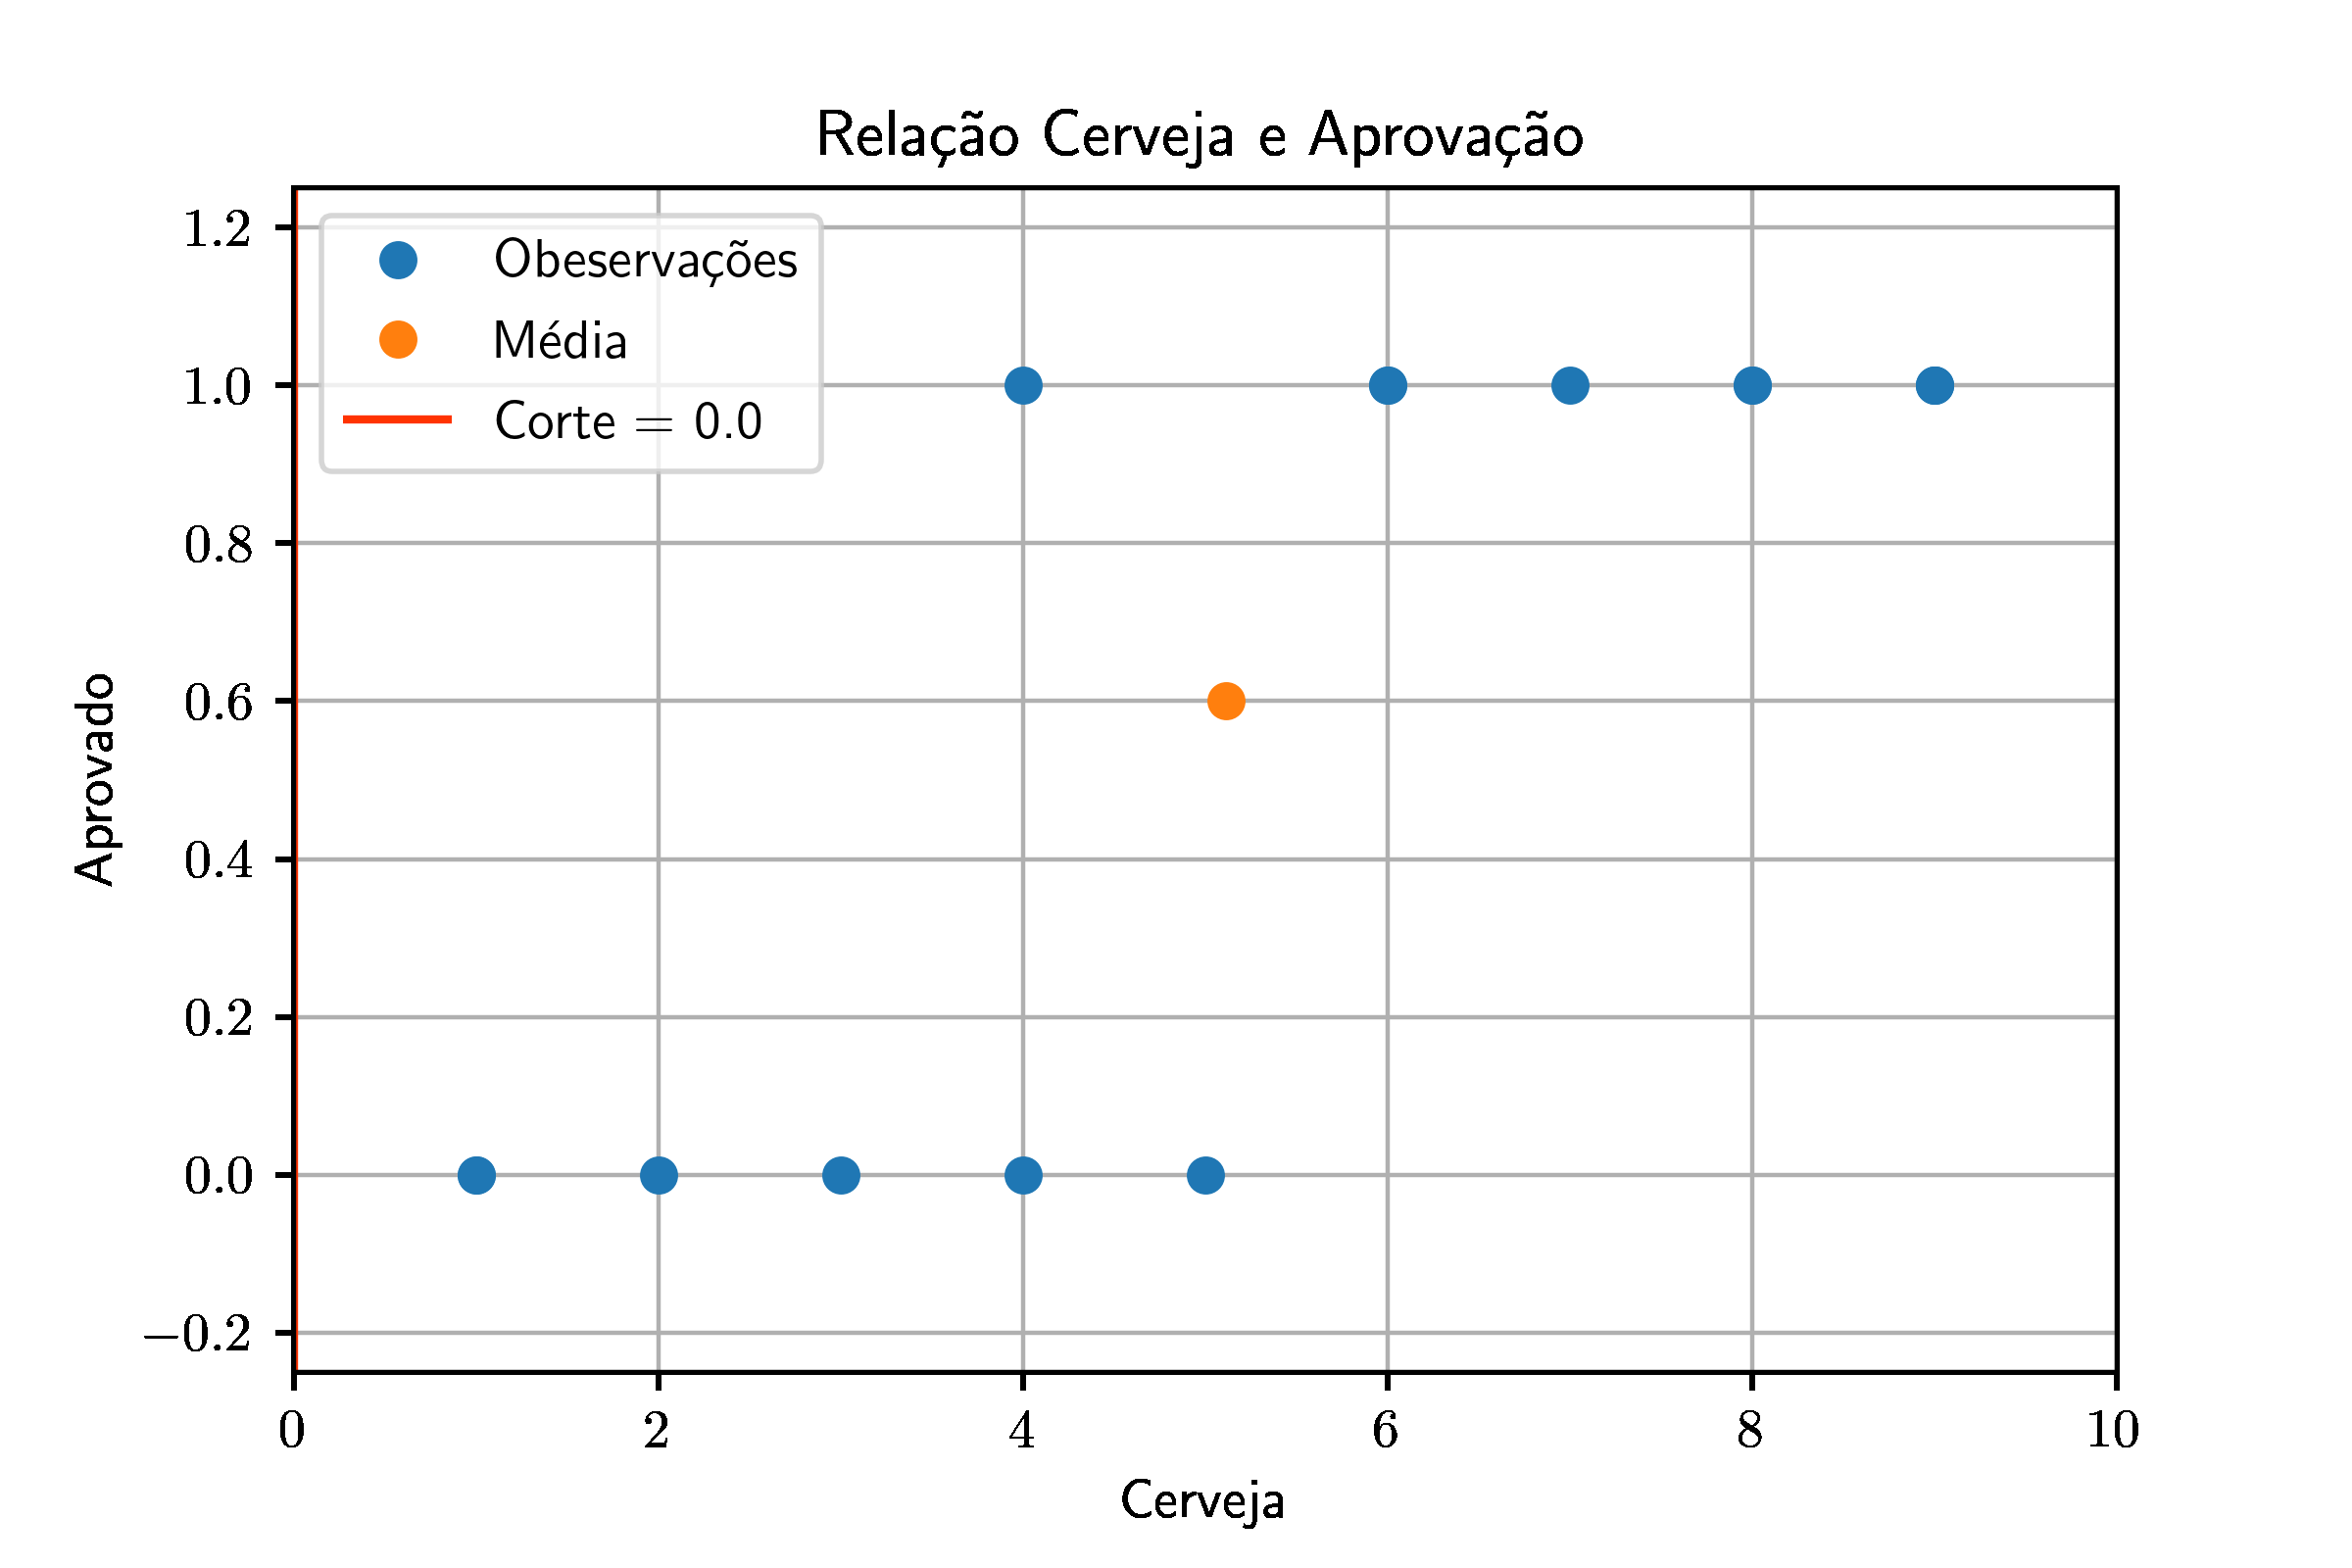 Relação Cerveja e Aprovação
Obeservações
Média
Corte = 0.0
1.2
1.0
0.8
0.6
0.4
0.2
0.0
−0.2
Aprovado
0 2 4 6 8 10
Cerveja